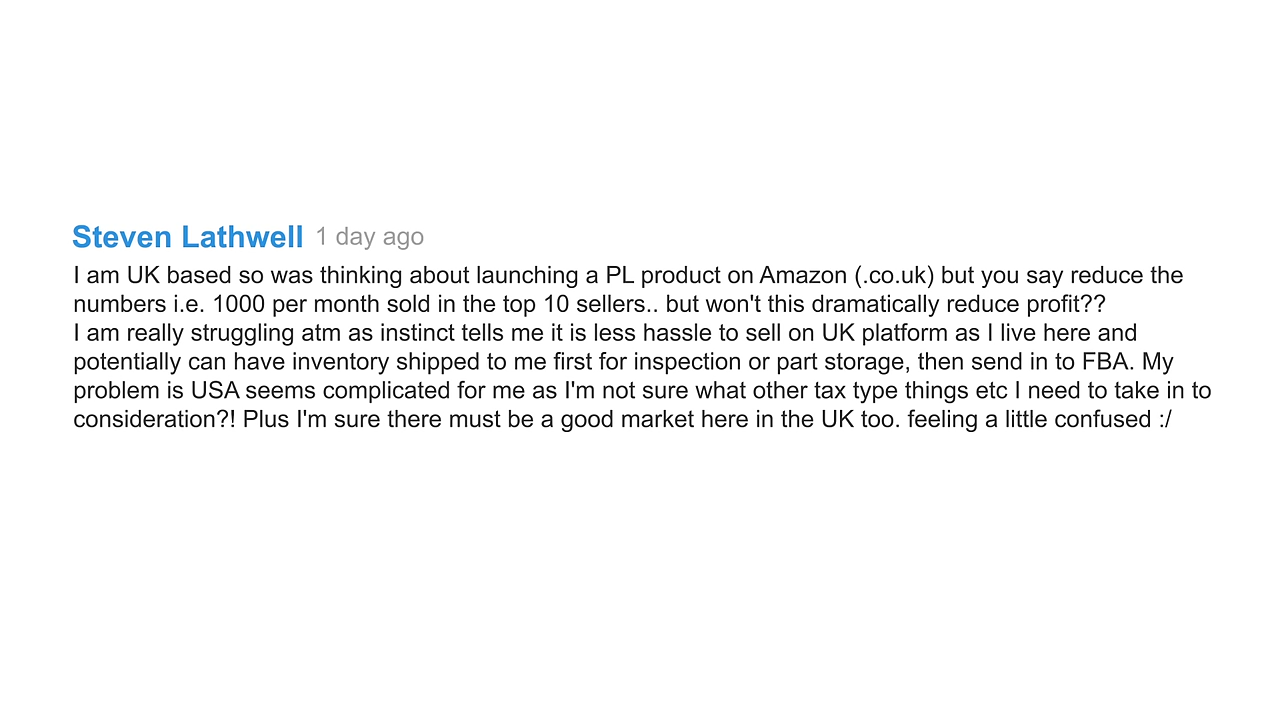 Steven Lathwell 1 day ago
I am UK based so was thinking about launching a PL product on Amazon (.co.uk) but you say reduce the
numbers i.e. 1000 per month sold in the top 10 sellers.. but won't this dramatically reduce profit??
I am really struggling atm as instinct tells me it is less hassle to sell on UK platform as I live here and
potentially can have inventory shipped to me first for inspection or part storage, then send in to FBA. My
problem is USA seems complicated for me as I'm not sure what other tax type things etc I need to take in to
consideration?! Plus I'm sure there must be a good market here in the UK too. feeling a little confused :/